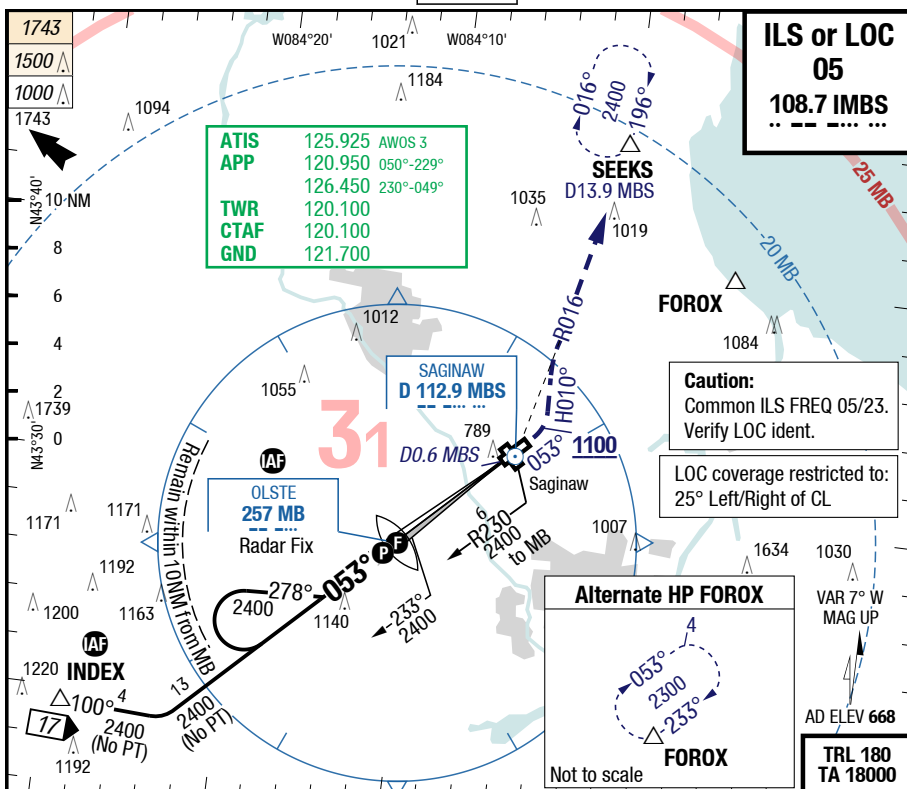 1743
1500
1000
1743
W084°20'
1021
W084°10'
1184
1094
016°
2400
196°
SEEKS
D13.9 MBS
ILS or LOC
05
108.7 IMBS
ATIS 125.925 AWOS 3
APP 120.950 050°-229°
126.450 230°-049°
TWR 120.100
CTAF 120.100
GND 121.700
N43°40'
10 NM
8
6
4
2
0
1035
1019
25 MB
20 MB
FOROX
1084
R016
1012
1055
31
SAGINAW
D 112.9 MBS
Caution:
Common ILS FREQ 05/23.
Verify LOC ident.
LOC coverage restricted to:
25° Left/Right of CL
1739
N43°30'
789
D0.6 MBS
053°
H010°
1100
Saginaw
IAF
OLSTE
257 MB
Radar Fix
Remain within 10NM from MB
6
R230
2400
to MB
1007
1171
1171
1192
1200
1163
P
F
053°
278°
2400
1140
233°
2400
1634
1030
VAR 7° W
MAG UP
IAF
INDEX
1220
100°
4
2400
(No PT)
13
2400
(No PT)
17
1192
Alternate HP FOROX
4
053°
2300
233°
FOROX
Not to scale
AD ELEV 668
TRL 180
TA 18000